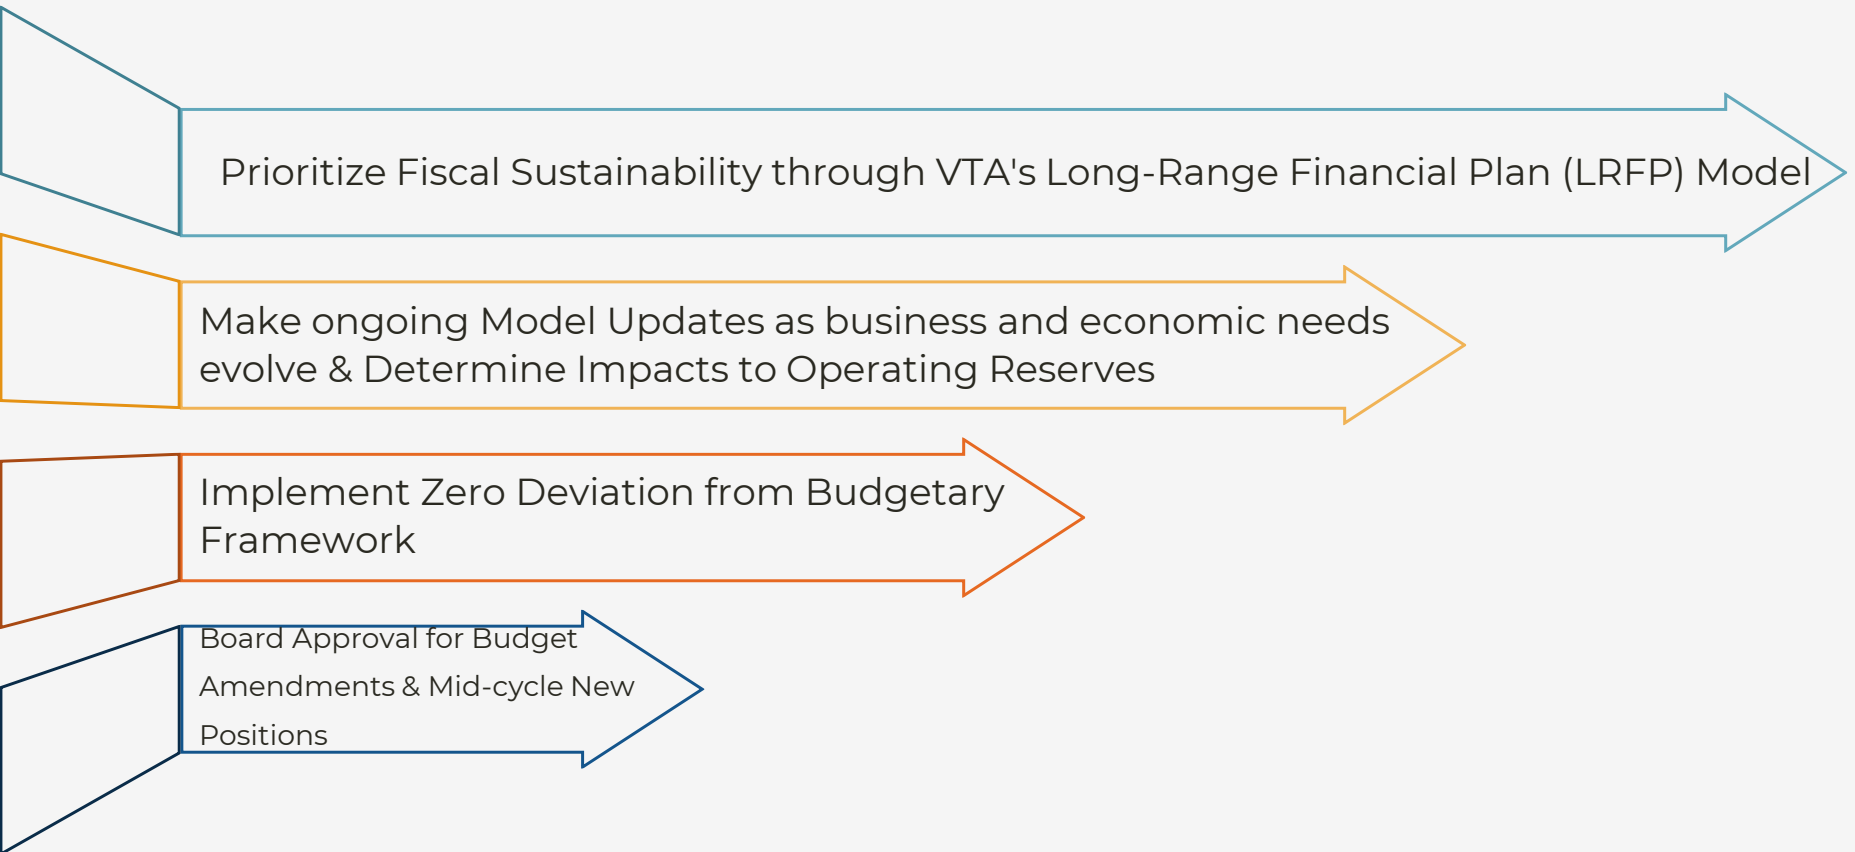 Prioritize Fiscal Sustainability through VTA's Long-Range Financial Plan (LRFP) Model
Make ongoing Model Updates as business and economic needs
evolve & Determine Impacts to Operating Reserves
Implement Zero Deviation from Budgetary
Framework
Board Approval for Budget
Amendments & Mid-cycle New
Positions